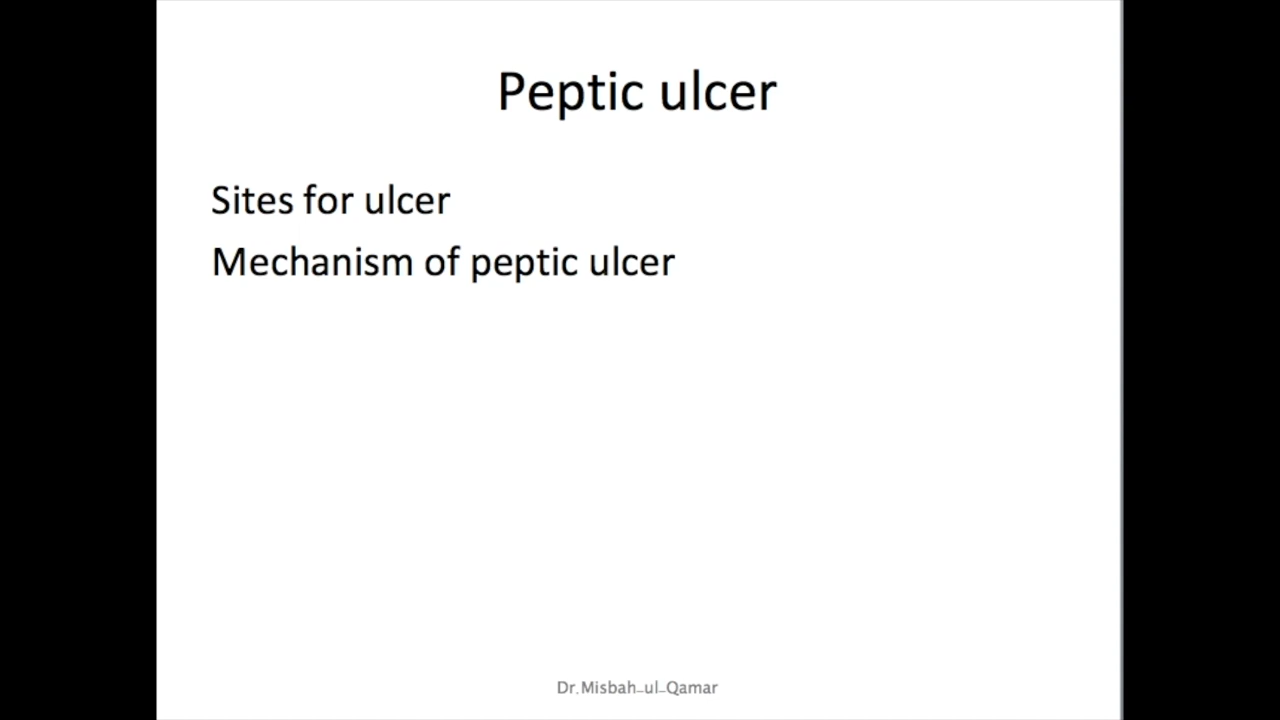 Peptic ulcer
Sites for ulcer
Mechanism of peptic ulcer
Dr.Misbah-ul-Qamar